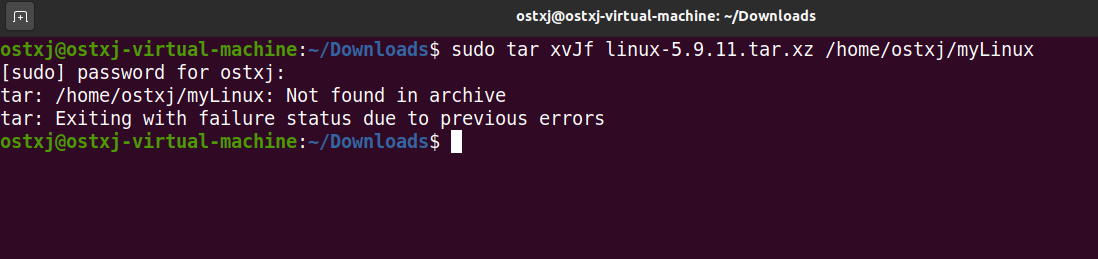 ostxj@ostxj-virtual-machine: ~/Downloads
ostxj@ostxj-virtual-machine:~/Downloads$ sudo tar xvJf linux-5.9.11.tar.xz /home/ostxj/myLinux
[sudo] password for ostxj:
tar: /home/ostxj/myLinux: Not found in archive
tar: Exiting with failure status due to previous errors
ostxj@ostxj-virtual-machine:~/Downloads$